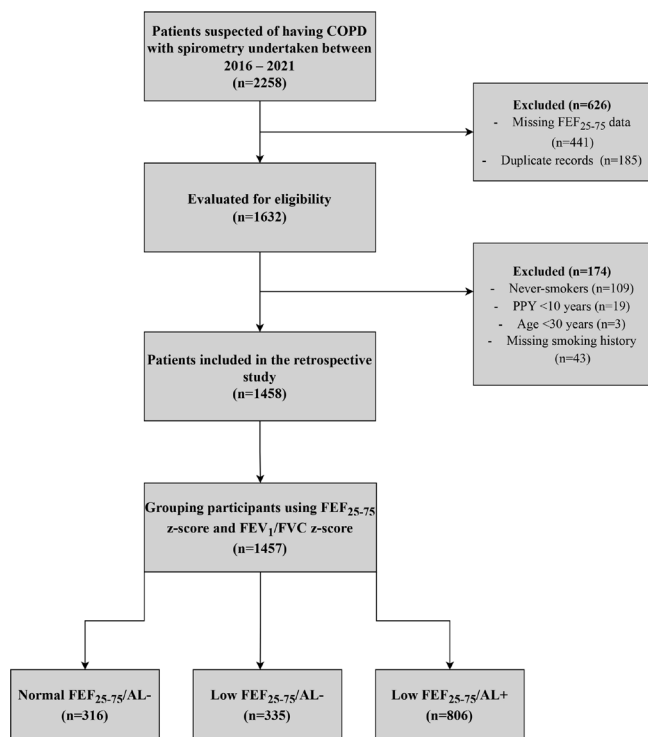 Patients suspected of having COPD
with spirometry undertaken between
2016 – 2021
(n=2258)
Excluded (n=626)
- Missing FEF25-75 data
(n=441)
- Duplicate records (n=185)
Evaluated for eligibility
(n=1632)
Excluded (n=174)
- Never-smokers (n=109)
- PPY <10 years (n=19)
- Age <30 years (n=3)
- Missing smoking history
(n=43)
Patients included in the retrospective
study
(n=1458)
Grouping participants using FEF25-75
z-score and FEV1/FVC z-score
(n=1457)
Normal FEF25-75/AL-
(n=316)
Low FEF25-75/AL-
(n=335)
Low FEF25-75/AL+
(n=806)